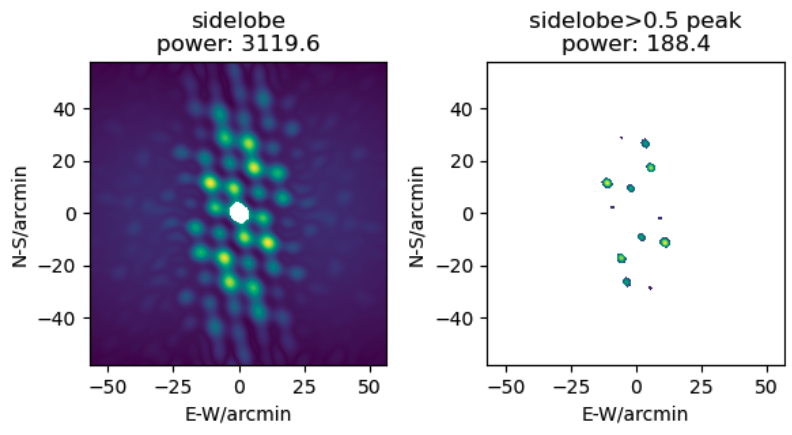 sidelobe
power: 3119.6
sidelobe>0.5 peak
power: 188.4
N-S/arcmin
40
20
0
−20
−40
−50
−25
0
25
50
E-W/arcmin
N-S/arcmin
40
20
0
−20
−40
−50
−25
0
25
50
E-W/arcmin